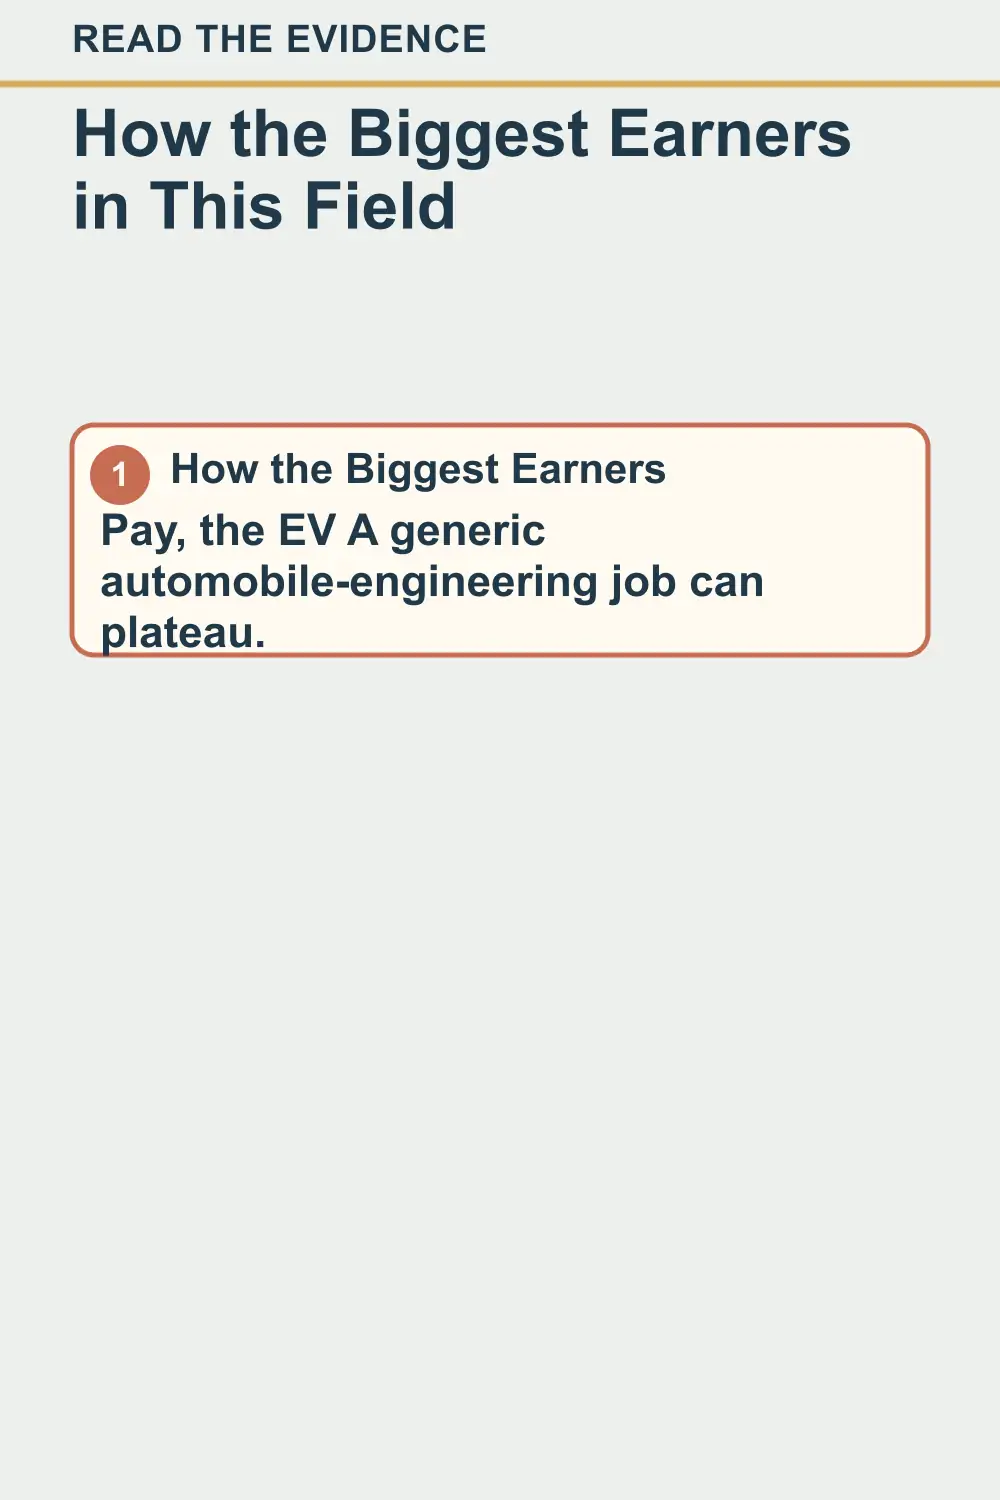 READ THE EVIDENCE
How the Biggest Earners
in This Field
1 How the Biggest Earners
Pay, the EV A generic
automobile-engineering job can
plateau.